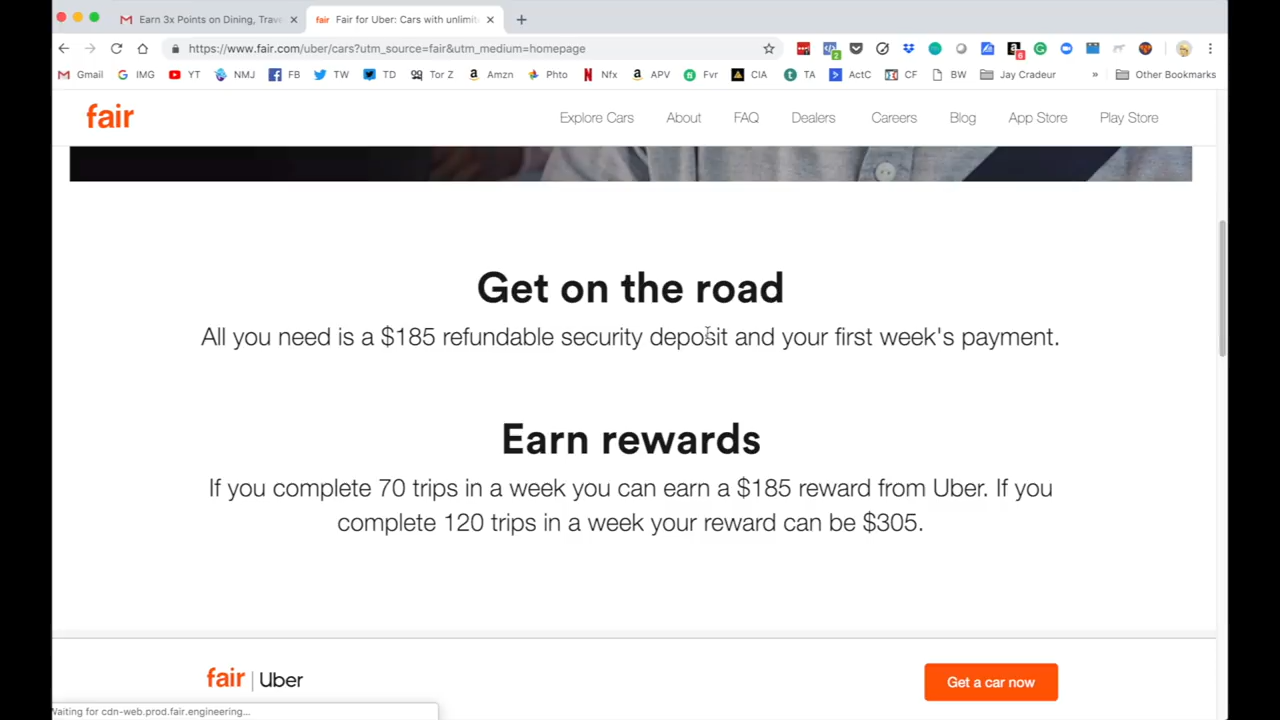 Earn 3x Points on Dining, Trave
fair Fair for Uber: Cars with unlimit
https://www.fair.com/uber/cars?utm_source=fair&utm_medium=homepage
2
6
Gmail IMG YT NMJ FB TW TD Tor Z Amzn Phto Nfx APV Fvr CIA TA ActC CF BW Jay Cradeur » Other Bookmarks
fair Explore Cars About FAQ Dealers Careers Blog App Store Play Store
Get on the road
All you need is a $185 refundable security deposit and your first week's payment.
Earn rewards
If you complete 70 trips in a week you can earn a $185 reward from Uber. If you
complete 120 trips in a week your reward can be $305.
fair | Uber Get a car now
Waiting for cdn-web.prod.fair.engineering...